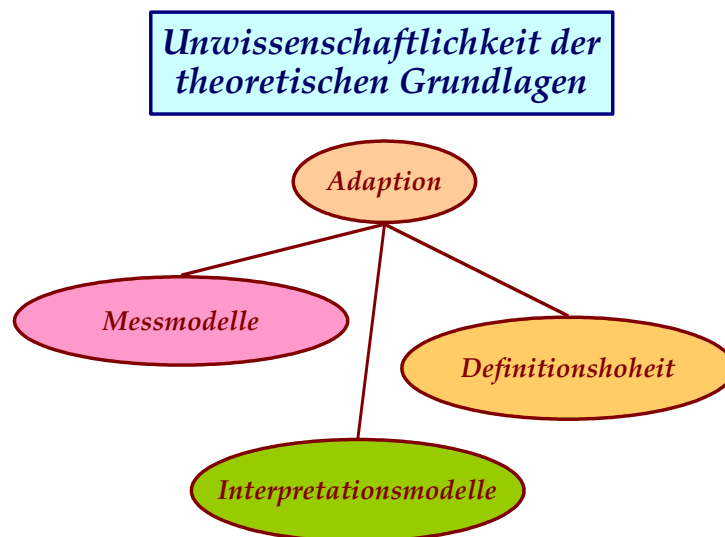 Unwissenschaftlichkeit der
theoretischen Grundlagen
Adaption
Messmodelle
Definitionshoheit
Interpretationsmodelle